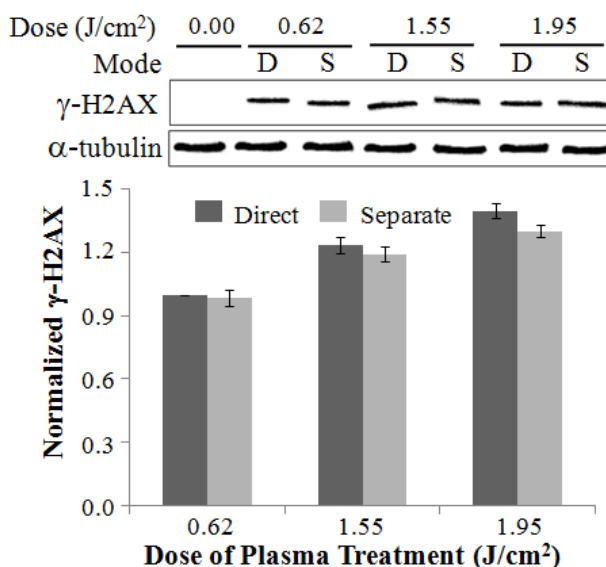 Dose (J/cm²) 0.00 0.62 1.55 1.95
Mode D S D S D S
γ-H2AX
α-tubulin
Normalized γ-H2AX
1.5
1.2
0.9
0.6
0.3
0.0
Direct Separate
0.62 1.55 1.95
Dose of Plasma Treatment (J/cm²)